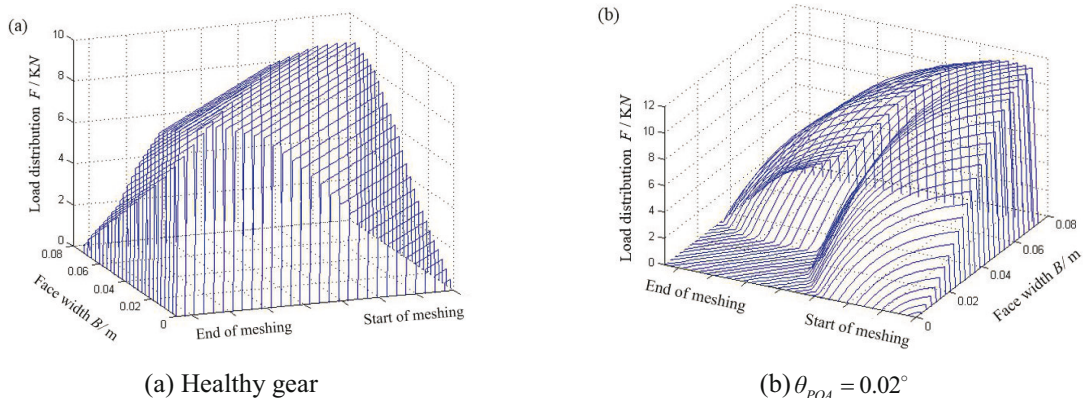 (a)
Load distribution F / KN
10
8
6
4
2
0
0.08
0.06
0.04
0.02
0
Face width B/ m
End of meshing
Start of meshing
(a) Healthy gear
(b)
Load distribution F / KN
12
10
8
6
4
2
0
End of meshing
Start of meshing
0
0.02
0.04
0.06
0.08
Face width B/ m
(b) θ_POA = 0.02°